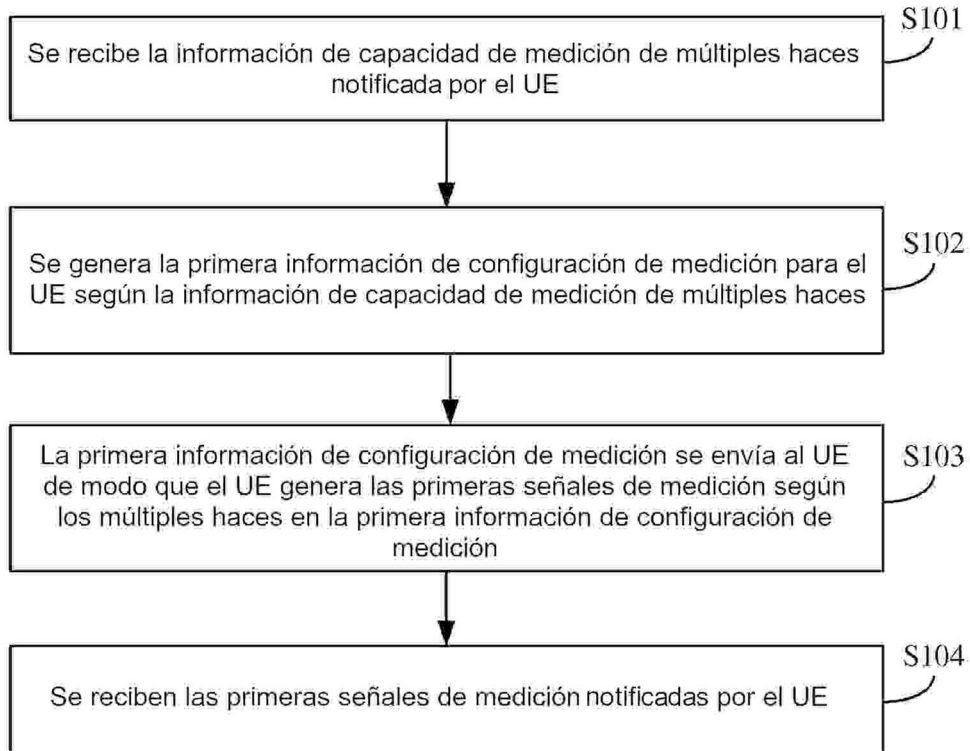 S101
Se recibe la información de capacidad de medición de múltiples haces
notificada por el UE
S102
Se genera la primera información de configuración de medición para el
UE según la información de capacidad de medición de múltiples haces
S103
La primera información de configuración de medición se envía al UE
de modo que el UE genera las primeras señales de medición según
los múltiples haces en la primera información de configuración de
medición
S104
Se reciben las primeras señales de medición notificadas por el UE